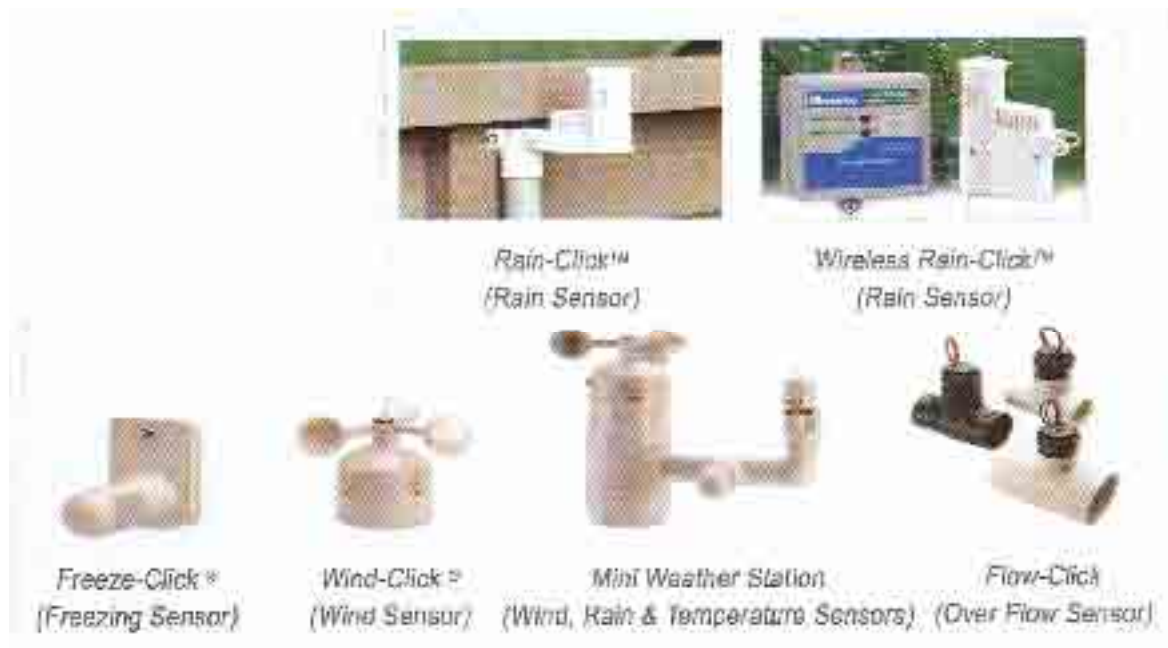 Rain-Click™
(Rain Sensor)
Wireless Rain-Click™
(Rain Sensor)
Freeze-Click®
(Freezing Sensor)
Wind-Click®
(Wind Sensor)
Mini Weather Station
(Wind, Rain & Temperature Sensors)
Flow-Click
(Over Flow Sensor)